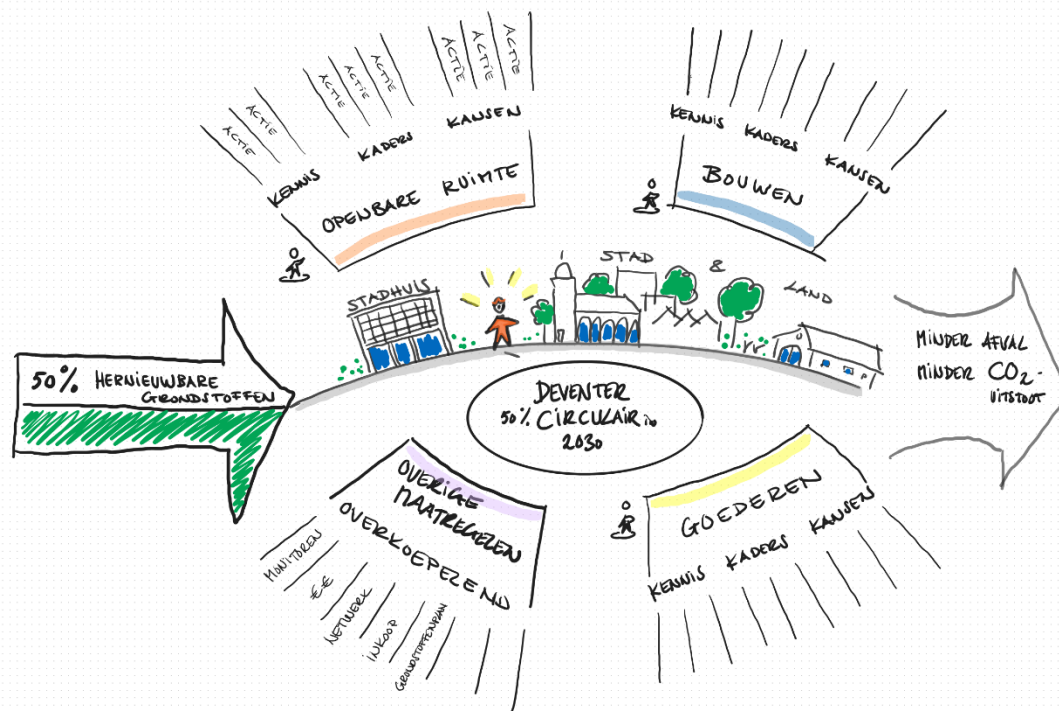 ACTIE
ACTIE
ACTIE
ACTIE
ACTIE
ACTIE
ACTIE
ACTIE
KENNIS KADERS KANSEN
OPENBARE RUIMTE
KENNIS KADERS KANSEN
BOUWEN
STADHUIS
STAD & LAND
50% HERNIEUWBARE
GRONDSTOFFEN
DEVENTER
50% CIRCULAIR in
2030
MINDER AFVAL
MINDER CO2-
UITSTOOT
OVERIGE
MAATREGELEN
OVERKOEPELEND
MONITOREN
€-€
NETWERK
INKOOP
GRONDSTOFFENPLAN
GOEDEREN
KENNIS KADERS KANSEN